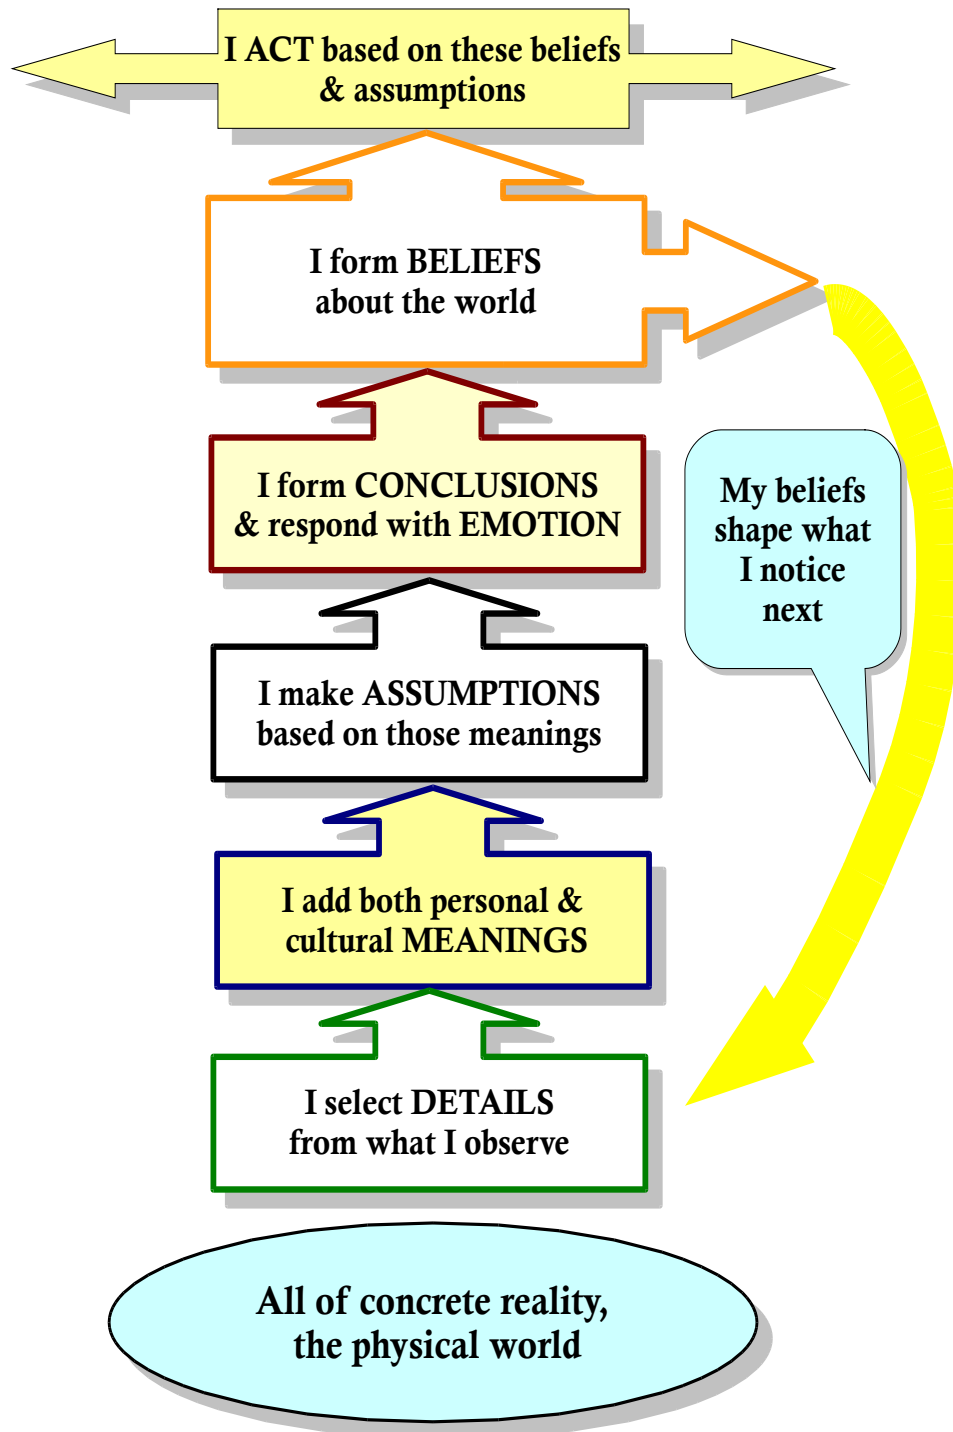 I ACT based on these beliefs
& assumptions
I form BELIEFS
about the world
I form CONCLUSIONS
& respond with EMOTION
My beliefs
shape what
I notice
next
I make ASSUMPTIONS
based on those meanings
I add both personal &
cultural MEANINGS
I select DETAILS
from what I observe
All of concrete reality,
the physical world